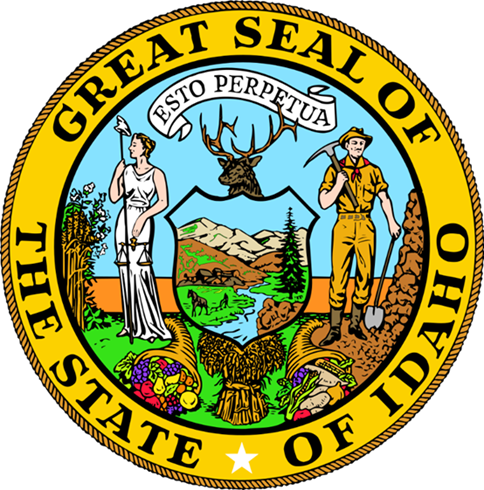 GREAT SEAL OF
THE STATE OF IDAHO
ESTO PERPETUA